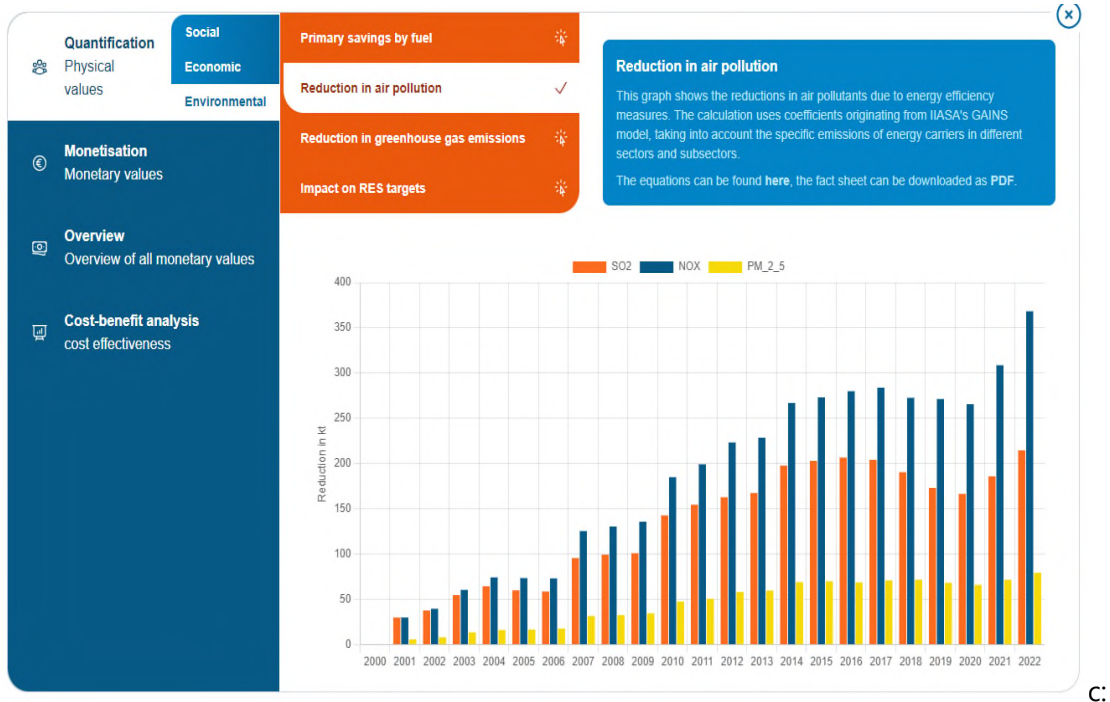 Quantification
Physical
values
Social
Economic
Environmental
Primary savings by fuel
Reduction in air pollution
Reduction in greenhouse gas emissions
Impact on RES targets
Reduction in air pollution
This graph shows the reductions in air pollutants due to energy efficiency
measures. The calculation uses coefficients originating from IIASA's GAINS
model, taking into account the specific emissions of energy carriers in different
sectors and subsectors.
The equations can be found here, the fact sheet can be downloaded as PDF.
Monetisation
Monetary values
Overview
Overview of all monetary values
Cost-benefit analysis
cost effectiveness
SO2 NOX PM_2_5
Reduction in kt
400
350
300
250
200
150
100
50
0
2000 2001 2002 2003 2004 2005 2006 2007 2008 2009 2010 2011 2012 2013 2014 2015 2016 2017 2018 2019 2020 2021 2022
c: